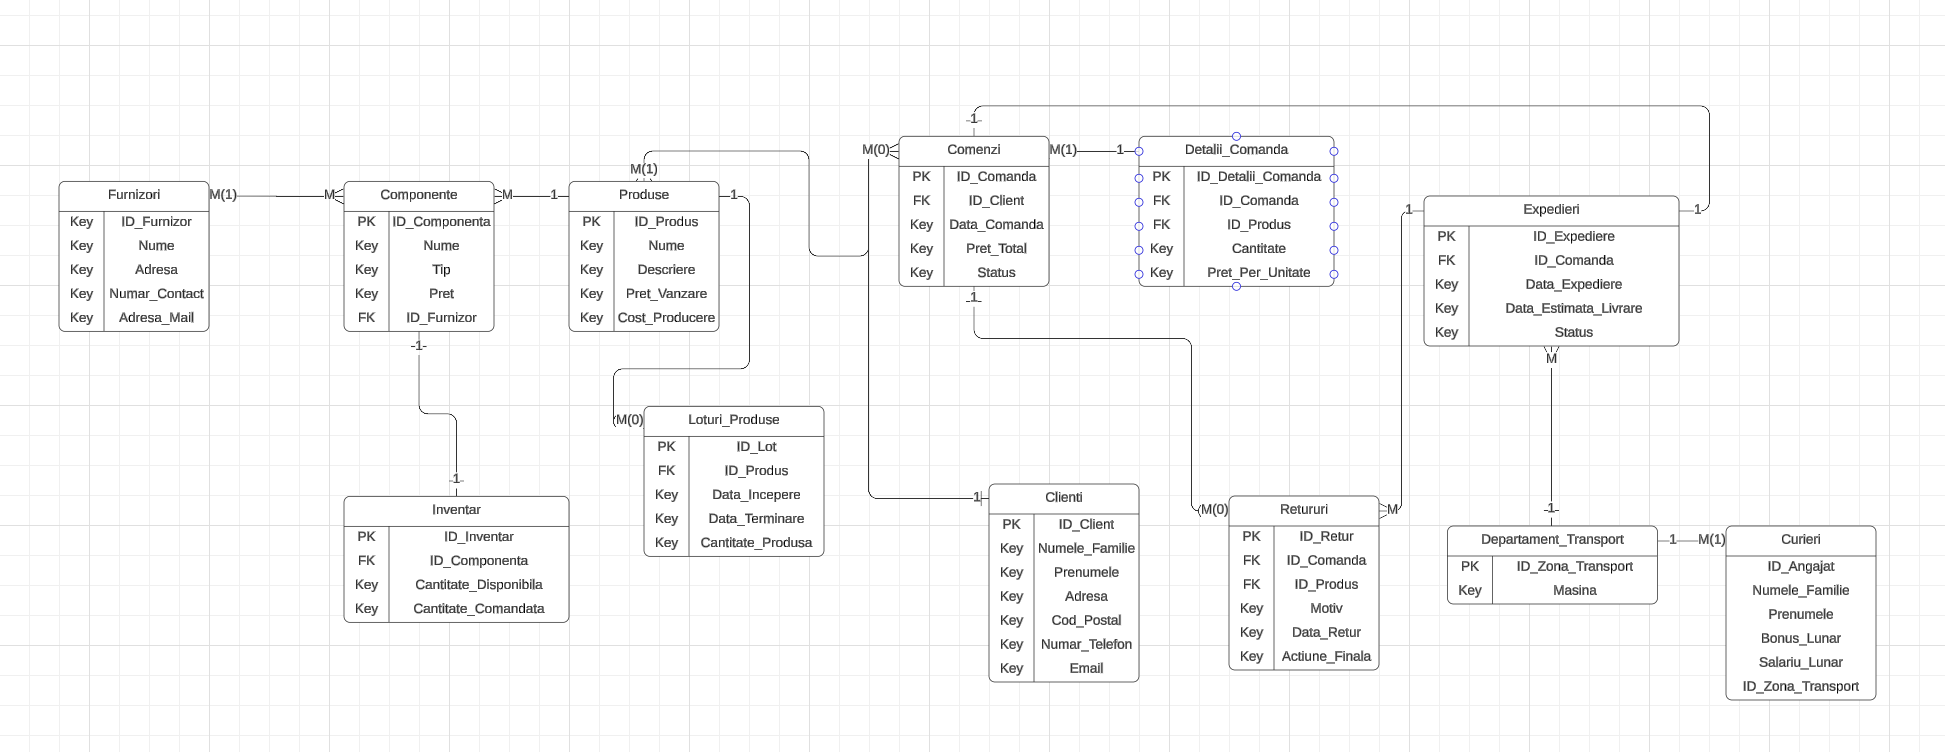 Furnizori
Key ID_Furnizor
Key Nume
Key Adresa
Key Numar_Contact
Key Adresa_Mail
M(1)
M
Componente
PK ID_Componenta
Key Nume
Key Tip
Key Pret
FK ID_Furnizor
M
1
1
1
Inventar
PK ID_Inventar
FK ID_Componenta
Key Cantitate_Disponibila
Key Cantitate_Comandata
M(1)
Produse
PK ID_Produs
Key Nume
Key Descriere
Key Pret_Vanzare
Key Cost_Producere
1
M(0)
Loturi_Produse
PK ID_Lot
FK ID_Produs
Key Data_Incepere
Key Data_Terminare
Key Cantitate_Produsa
M(0)
1
Comenzi
PK ID_Comanda
FK ID_Client
Key Data_Comanda
Key Pret_Total
Key Status
1
M(1)
1
Detalii_Comanda
PK ID_Detalii_Comanda
FK ID_Comanda
FK ID_Produs
Key Cantitate
Key Pret_Per_Unitate
1
Clienti
PK ID_Client
Key Numele_Familie
Key Prenumele
Key Adresa
Key Cod_Postal
Key Numar_Telefon
Key Email
M(0)
Retururi
PK ID_Retur
FK ID_Comanda
FK ID_Produs
Key Motiv
Key Data_Retur
Key Actiune_Finala
M
1
Expedieri
PK ID_Expediere
FK ID_Comanda
Key Data_Expediere
Key Data_Estimata_Livrare
Key Status
1
M
1
Departament_Transport
PK ID_Zona_Transport
Key Masina
1
M(1)
Curieri
ID_Angajat
Numele_Familie
Prenumele
Bonus_Lunar
Salariu_Lunar
ID_Zona_Transport